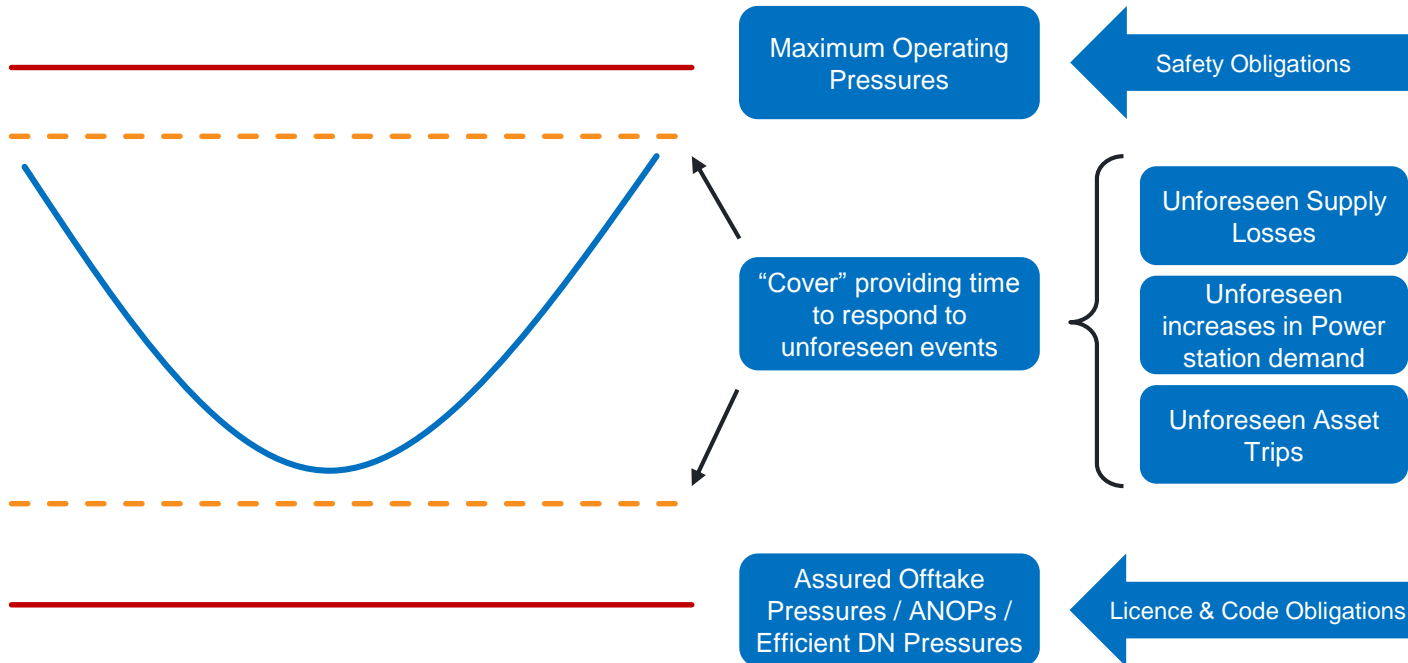 Maximum Operating
Pressures
Safety Obligations
“Cover” providing time
to respond to
unforeseen events
Unforeseen Supply
Losses
Unforeseen
increases in Power
station demand
Unforeseen Asset
Trips
Assured Offtake
Pressures / ANOPs /
Efficient DN Pressures
Licence & Code Obligations